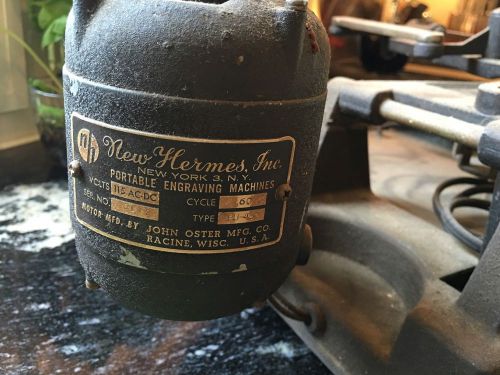 nh New Hermes, Inc.
NEW YORK 3, N.Y.
PORTABLE ENGRAVING MACHINES
VOLTS 115 AC-DC CYCLE 60
SER. NO. TYPE
MOTOR MFD. BY JOHN OSTER MFG. CO.
RACINE, WISC. U.S.A.